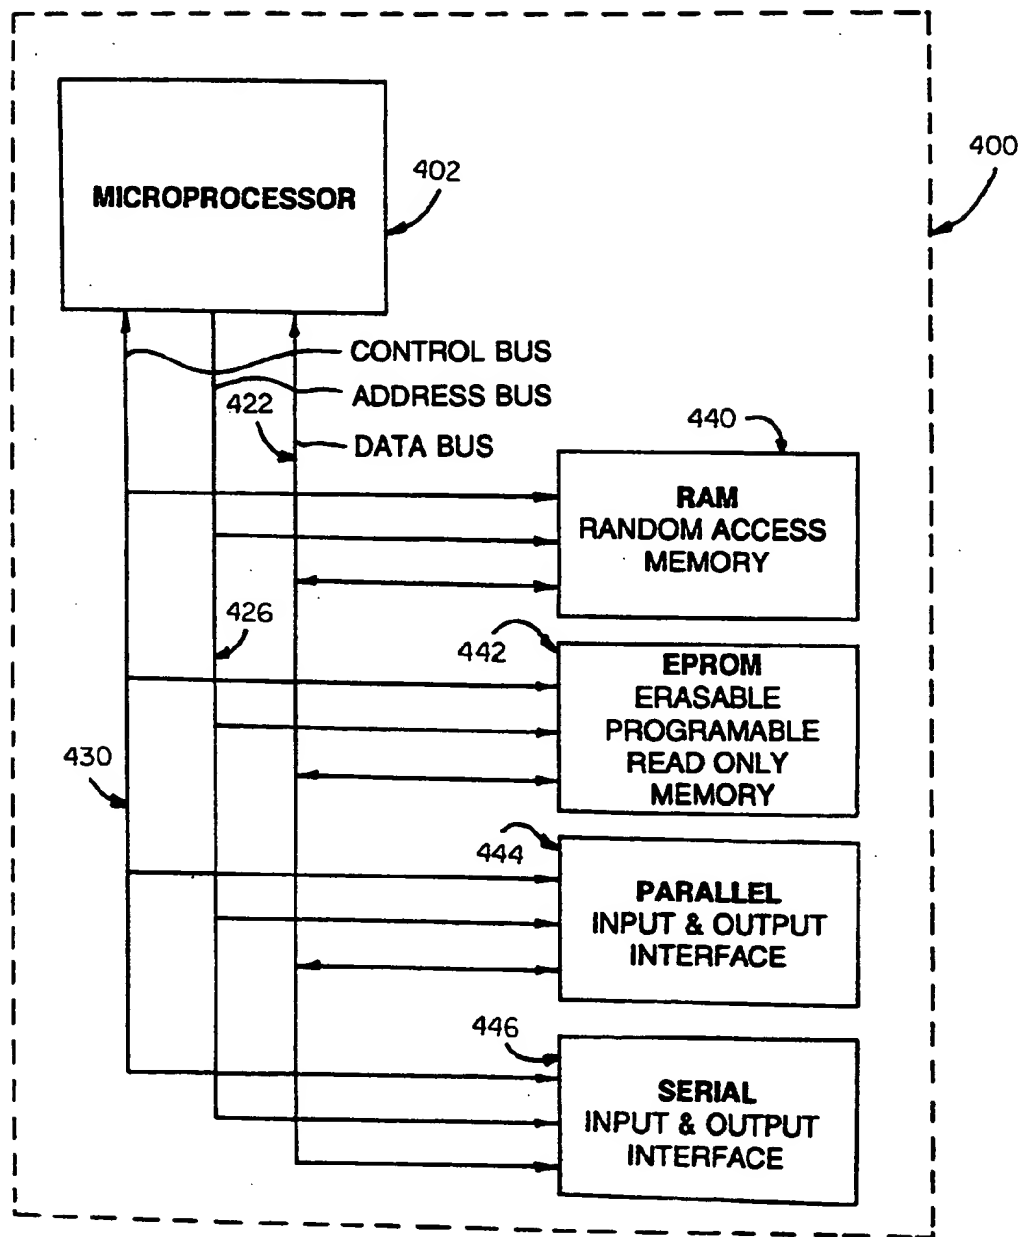 400
MICROPROCESSOR
402
CONTROL BUS
ADDRESS BUS
422
DATA BUS
440
RAM
RANDOM ACCESS
MEMORY
426
442
EPROM
ERASABLE
PROGRAMABLE
READ ONLY
MEMORY
430
444
PARALLEL
INPUT & OUTPUT
INTERFACE
446
SERIAL
INPUT & OUTPUT
INTERFACE